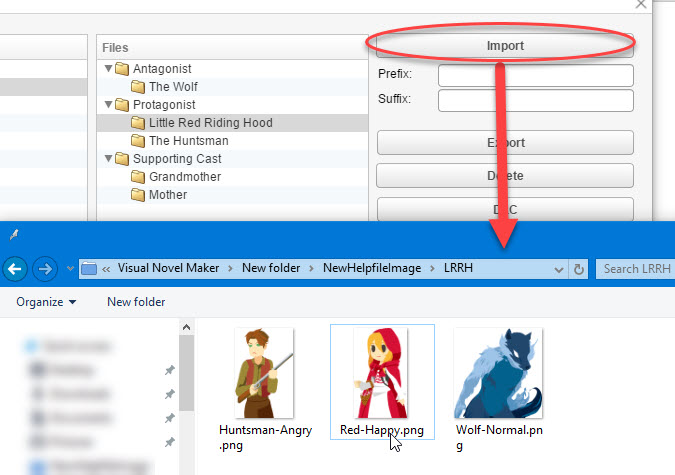 Files
Import
Antagonist
The Wolf
Prefix:
Protagonist
Suffix:
Little Red Riding Hood
The Huntsman
Export
Supporting Cast
Grandmother
Delete
Mother
« Visual Novel Maker > New folder > NewHelpfileImage > LRRH
Search LRRH
Organize
New folder
Huntsman-Angry
.png
Red-Happy.png
Wolf-Normal.pn
g